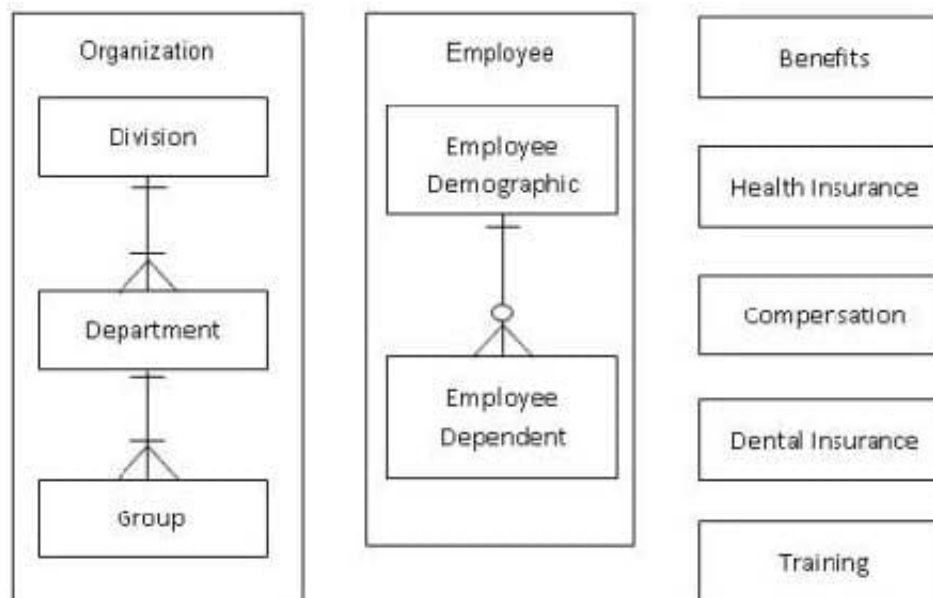 Organization
Division
Department
Group
Employee
Employee
Demographic
Employee
Dependent
Benefits
Health Insurance
Compersation
Dental Insurance
Training